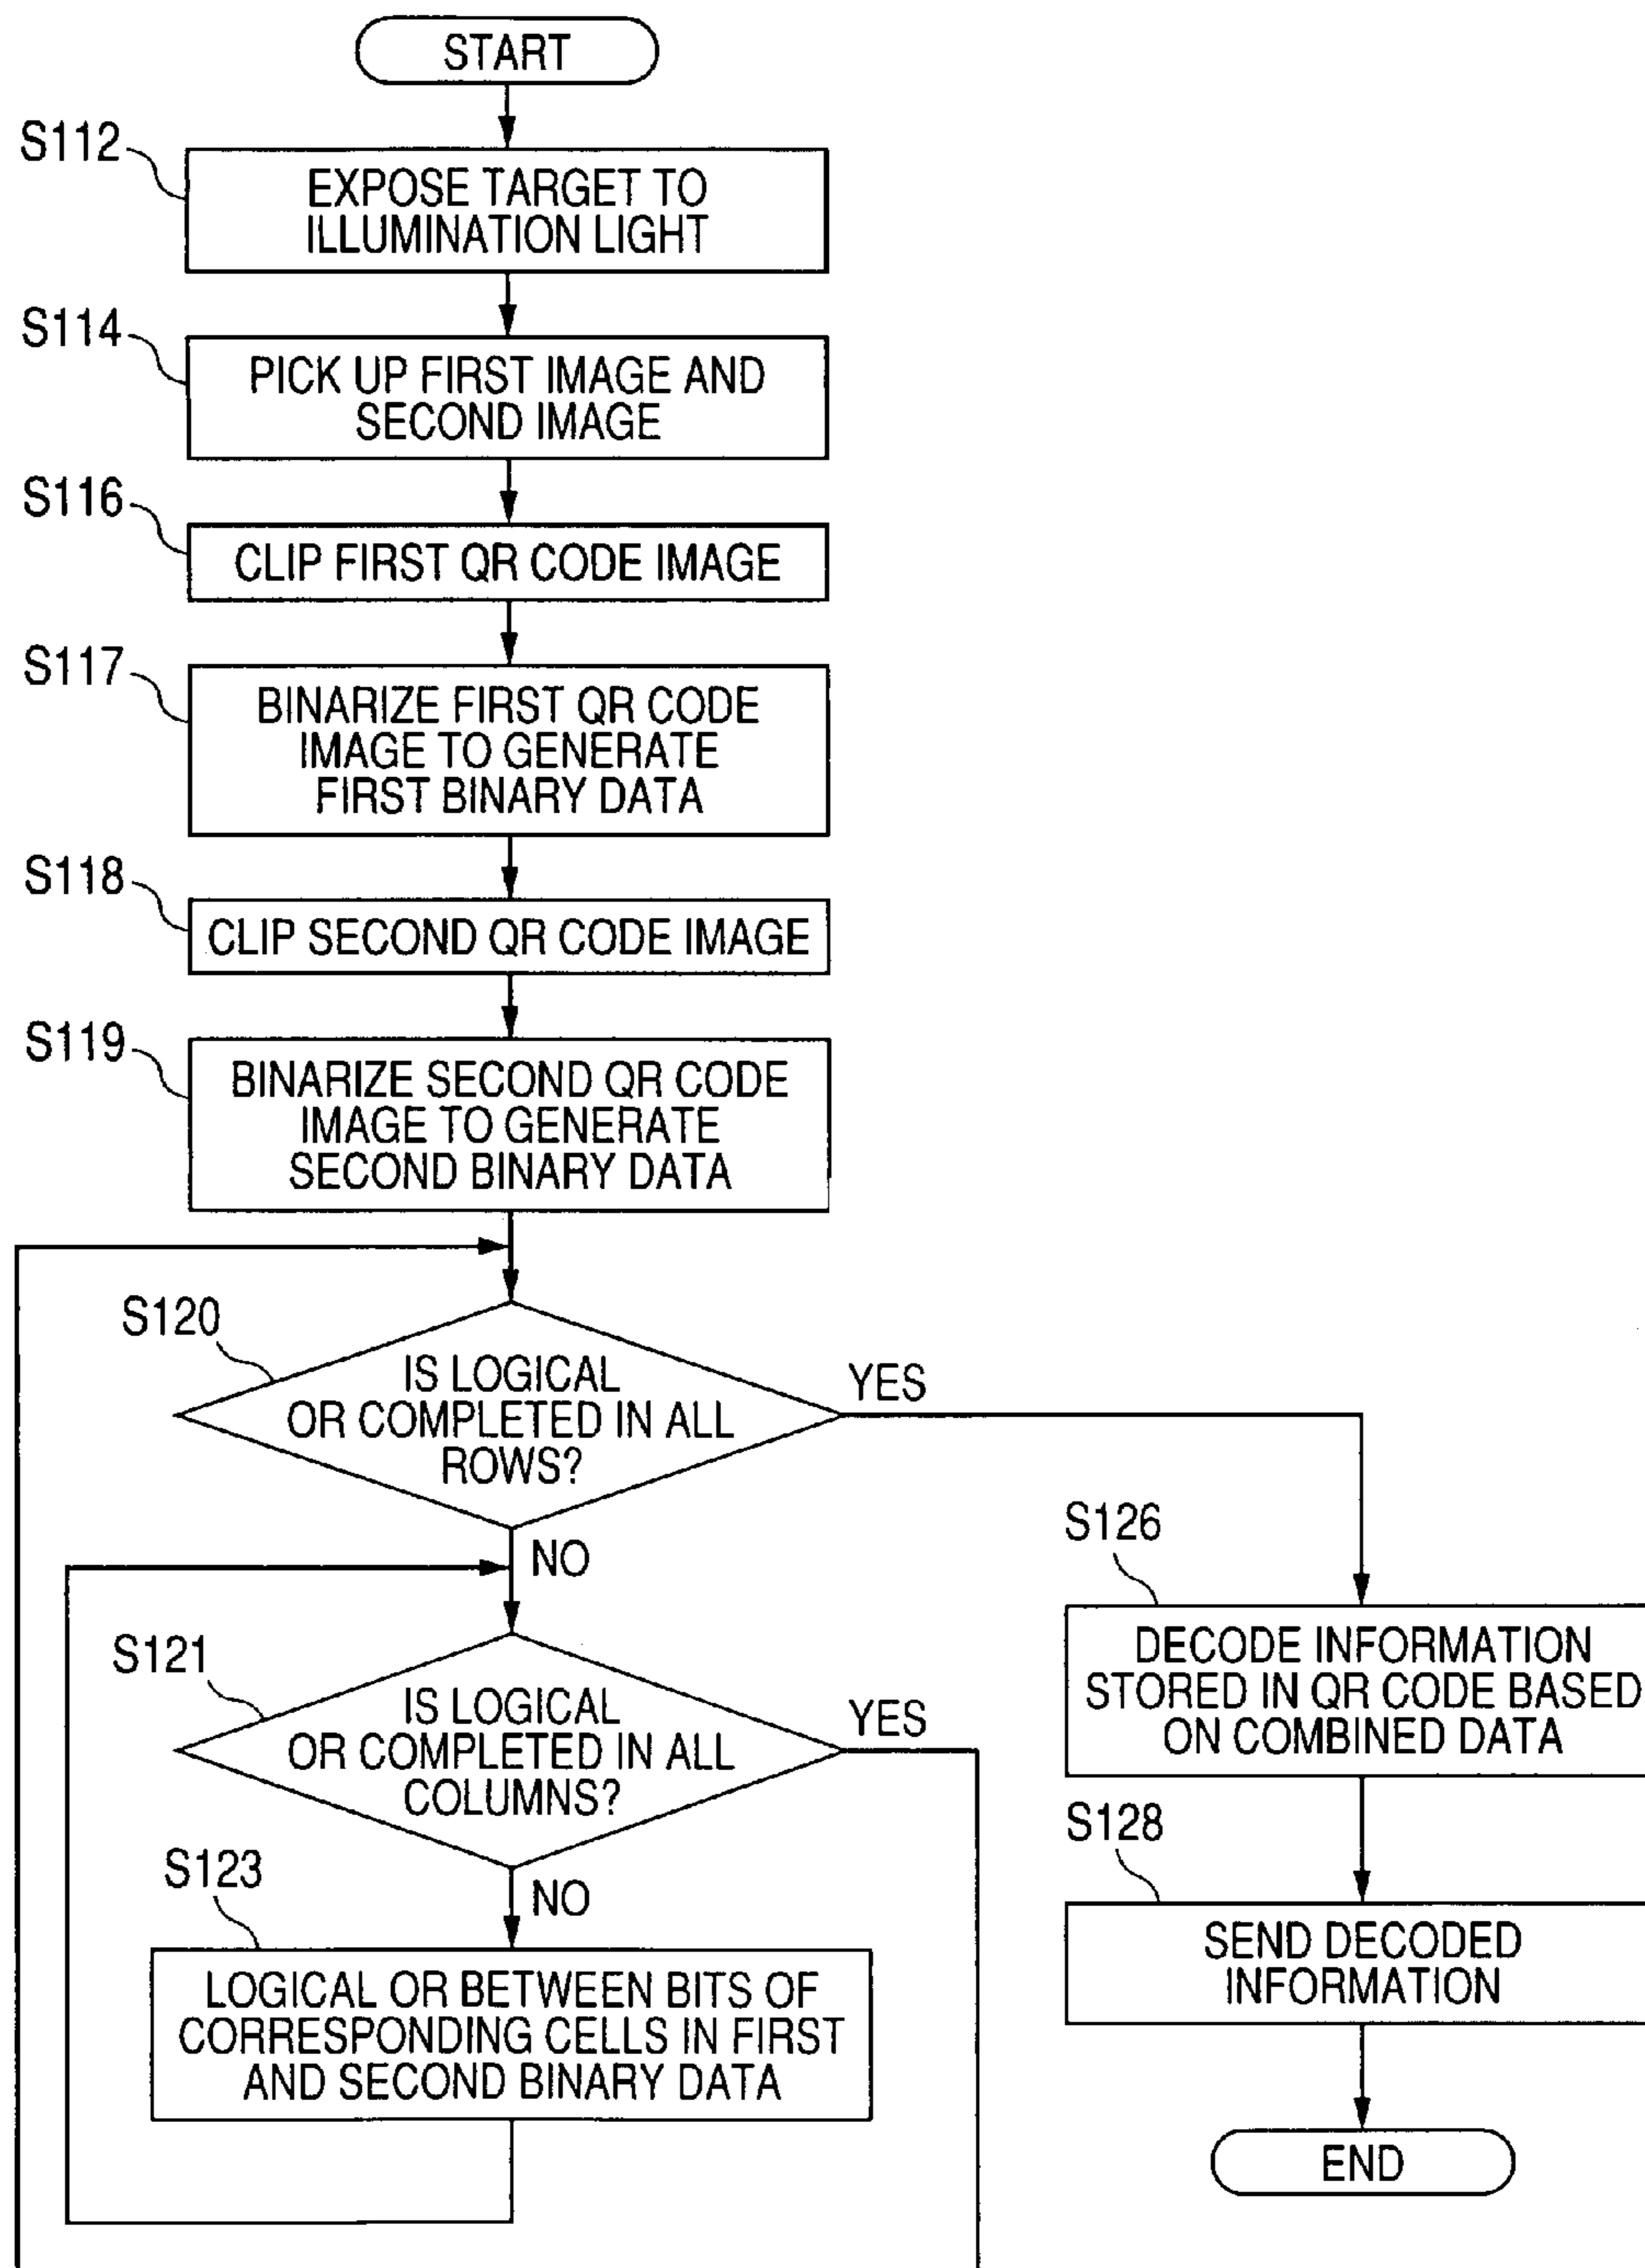 START
S112
EXPOSE TARGET TO
ILLUMINATION LIGHT
S114
PICK UP FIRST IMAGE AND
SECOND IMAGE
S116
CLIP FIRST QR CODE IMAGE
S117
BINARIZE FIRST QR CODE
IMAGE TO GENERATE
FIRST BINARY DATA
S118
CLIP SECOND QR CODE IMAGE
S119
BINARIZE SECOND QR CODE
IMAGE TO GENERATE
SECOND BINARY DATA
S120
IS LOGICAL
OR COMPLETED IN ALL
ROWS?
YES
NO
S121
IS LOGICAL
OR COMPLETED IN ALL
COLUMNS?
YES
NO
S123
LOGICAL OR BETWEEN BITS OF
CORRESPONDING CELLS IN FIRST
AND SECOND BINARY DATA
S126
DECODE INFORMATION
STORED IN QR CODE BASED
ON COMBINED DATA
S128
SEND DECODED
INFORMATION
END